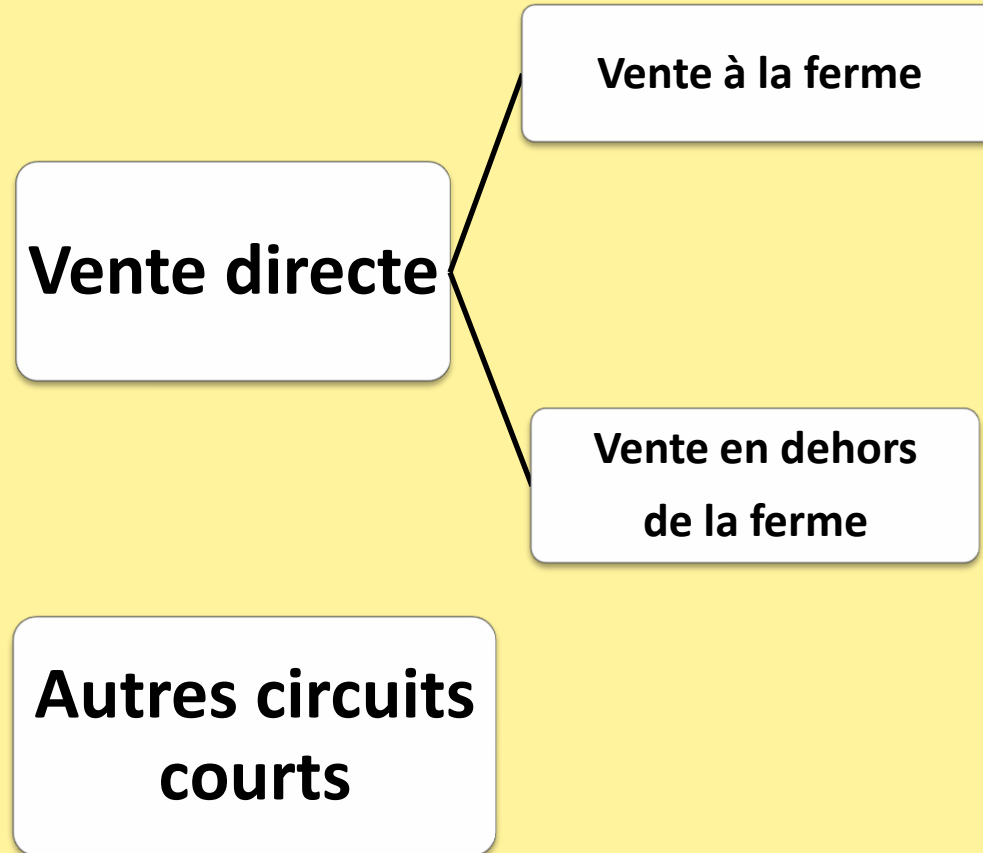 Vente à la ferme
Vente directe
Vente en dehors
de la ferme
Autres circuits
courts